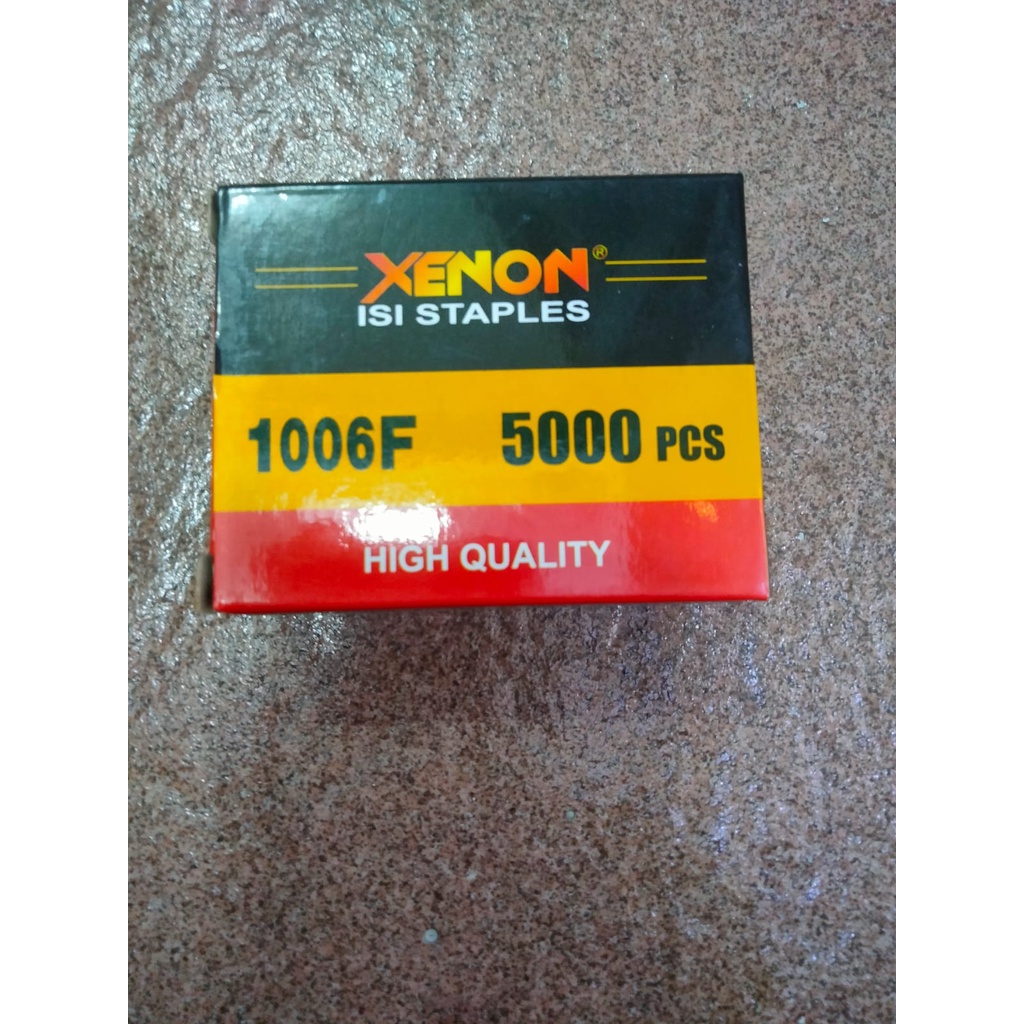 XENON®
ISI STAPLES
1006F 5000 PCS
HIGH QUALITY